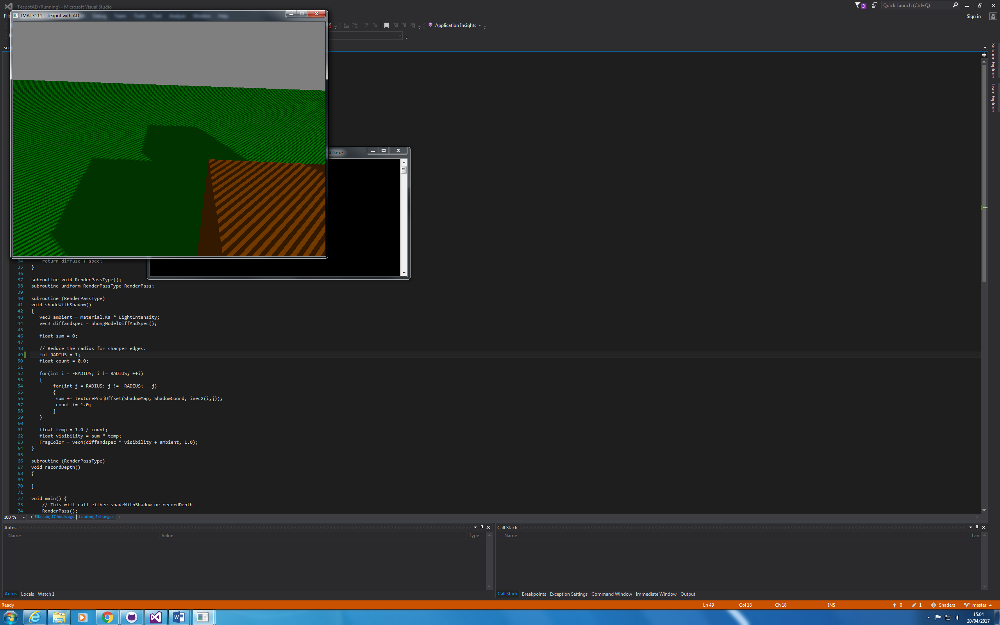 TeapotAD (Running) - Microsoft Visual Studio
3
Quick Launch (Ctrl+Q)
IMAT3111 - Teapot with AD
Debug Team Tools Test Analyze Window Help
Sign in
Application Insights
Solution Explorer
Team Explorer
AD.exe
34 return diffuse + spec;
35 }
36
37 subroutine void RenderPassType();
38 subroutine uniform RenderPassType RenderPass;
39
40 subroutine (RenderPassType)
41 void shadeWithShadow()
42 {
43 vec3 ambient = Material.Ka * LightIntensity;
44 vec3 diffandspec = phongModelDiffAndSpec();
45
46 float sum = 0;
47
48 // Reduce the radius for sharper edges.
49 int RADIUS = 1;
50 float count = 0.0;
51
52 for(int i = -RADIUS; i != RADIUS; ++i)
53 {
54 for(int j = RADIUS; j != -RADIUS; --j)
55 {
56 sum += textureProjOffset(ShadowMap, ShadowCoord, ivec2(i,j));
57 count += 1.0;
58 }
59 }
60
61 float temp = 1.0 / count;
62 float visibility = sum * temp;
63 FragColor = vec4(diffandspec * visibility + ambient, 1.0);
64 }
65
66 subroutine (RenderPassType)
67 void recordDepth()
68 {
69
70 }
71
72 void main() {
73 // This will call either shadeWithShadow or recordDepth
74 RenderPass();
100 % EllaLion, 17 hours ago | 1 author, 2 changes
Autos
Name Value Type
Call Stack
Name Lang
Autos Locals Watch 1
Call Stack Breakpoints Exception Settings Command Window Immediate Window Output
Ready Ln 49 Col 18 Ch 18 INS 0 1 Shaders master
15:04
20/04/2017